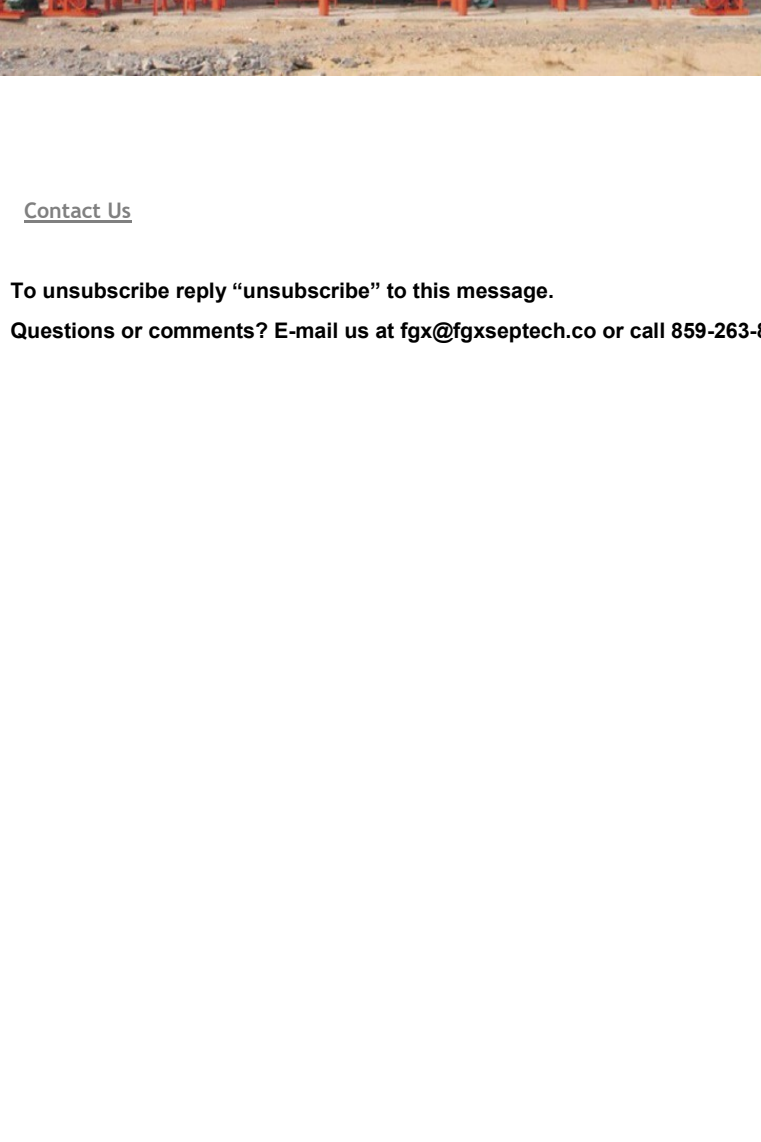 Contact Us
To unsubscribe reply “unsubscribe” to this message.
Questions or comments? E-mail us at fgx@fgxseptech.co or call 859-263-